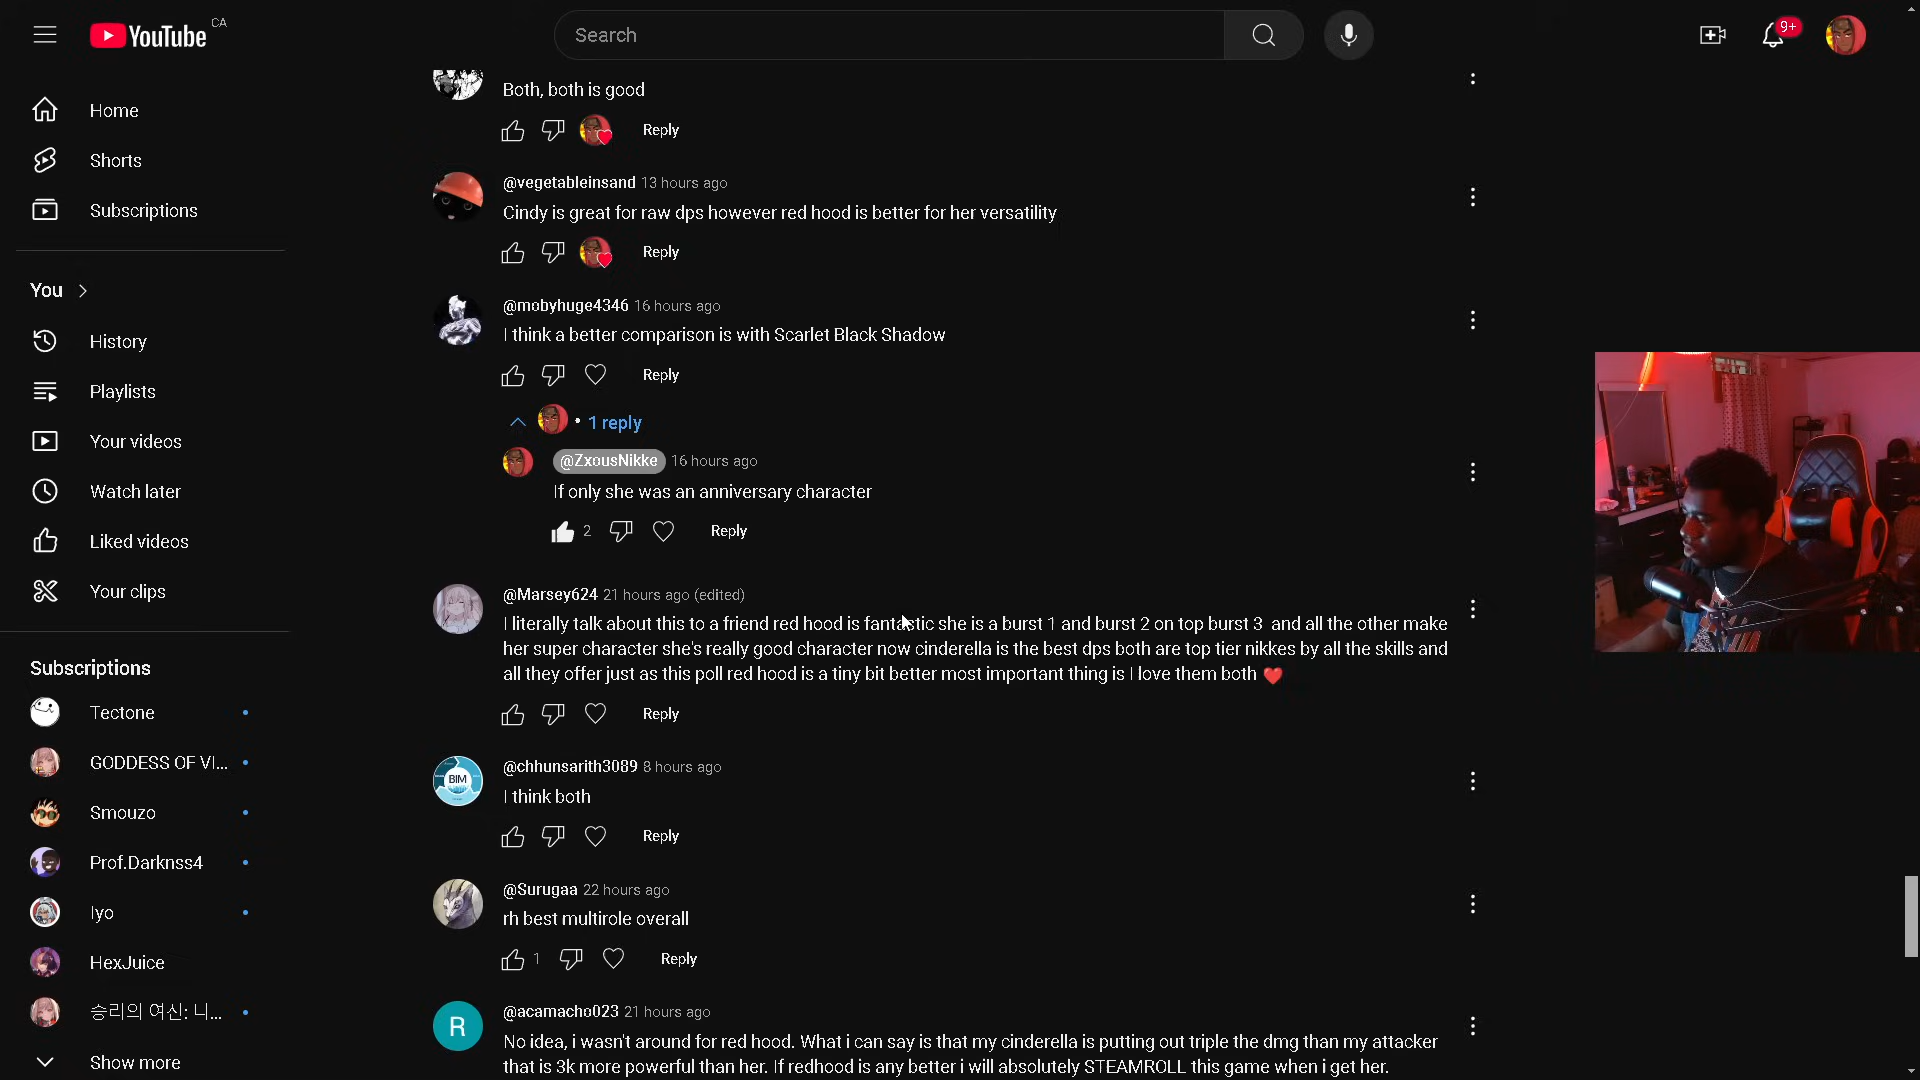 YouTube CA
Search
9+
Home
Shorts
Subscriptions
You
History
Playlists
Your videos
Watch later
Liked videos
Your clips
Subscriptions
Tectone
GODDESS OF VI...
Smouzo
Prof.Darknss4
Iyo
HexJuice
승리의 여신: 니...
Show more
Both, both is good
Reply
@vegetableinsand 13 hours ago
Cindy is great for raw dps however red hood is better for her versatility
Reply
@mobyhuge4346 16 hours ago
I think a better comparison is with Scarlet Black Shadow
Reply
• 1 reply
@ZxousNikke 16 hours ago
If only she was an anniversary character
2 Reply
@Marsey624 21 hours ago (edited)
I literally talk about this to a friend red hood is fantastic she is a burst 1 and burst 2 on top burst 3 and all the other make
her super character she's really good character now cinderella is the best dps both are top tier nikkes by all the skills and
all they offer just as this poll red hood is a tiny bit better most important thing is I love them both ❤️
Reply
BIM
@chhunsarith3089 8 hours ago
I think both
Reply
@Surugaa 22 hours ago
rh best multirole overall
1 Reply
R
@acamacho023 21 hours ago
No idea, i wasn't around for red hood. What i can say is that my cinderella is putting out triple the dmg than my attacker
that is 3k more powerful than her. If redhood is any better i will absolutely STEAMROLL this game when i get her.